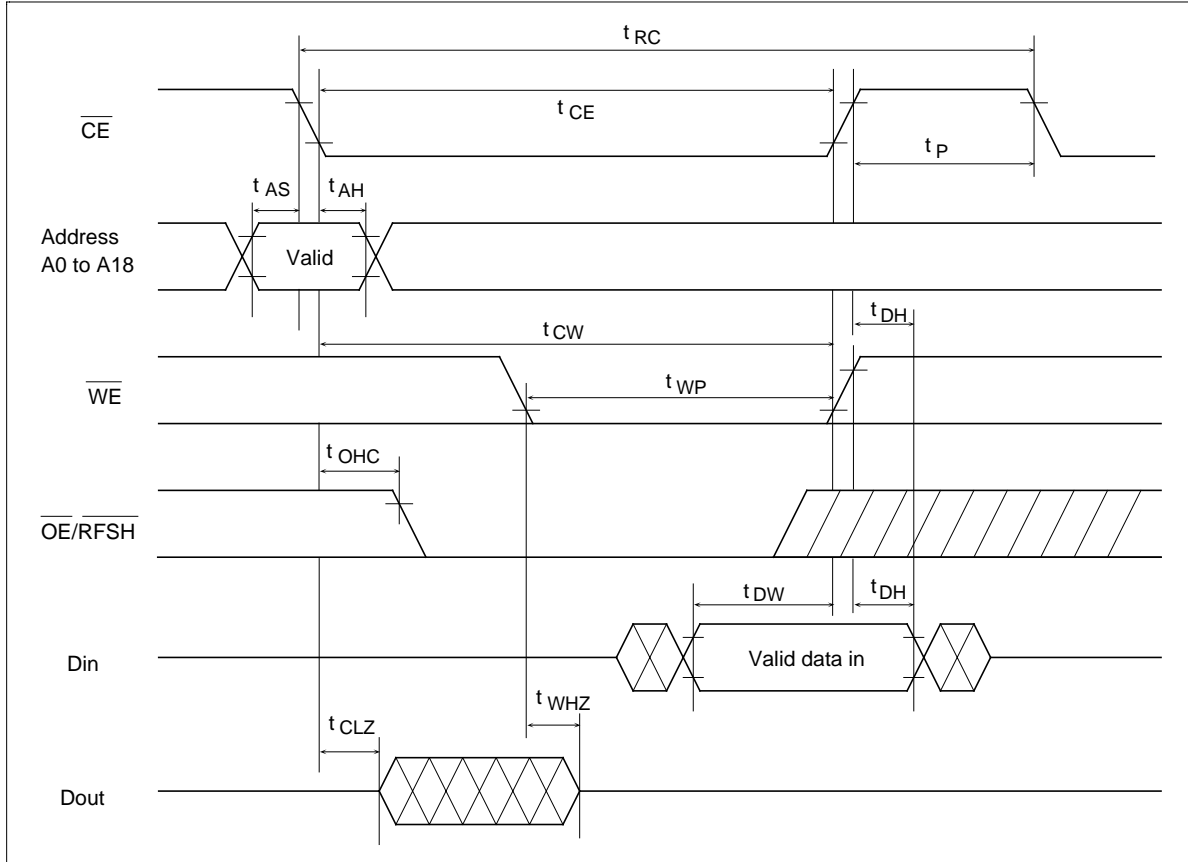 t RC
t CE
CE
t P
t AS
t AH
Address
A0 to A18
Valid
t DH
t CW
t WP
WE
t OHC
OE/RFSH
t DW
t DH
Din
Valid data in
t WHZ
t CLZ
Dout